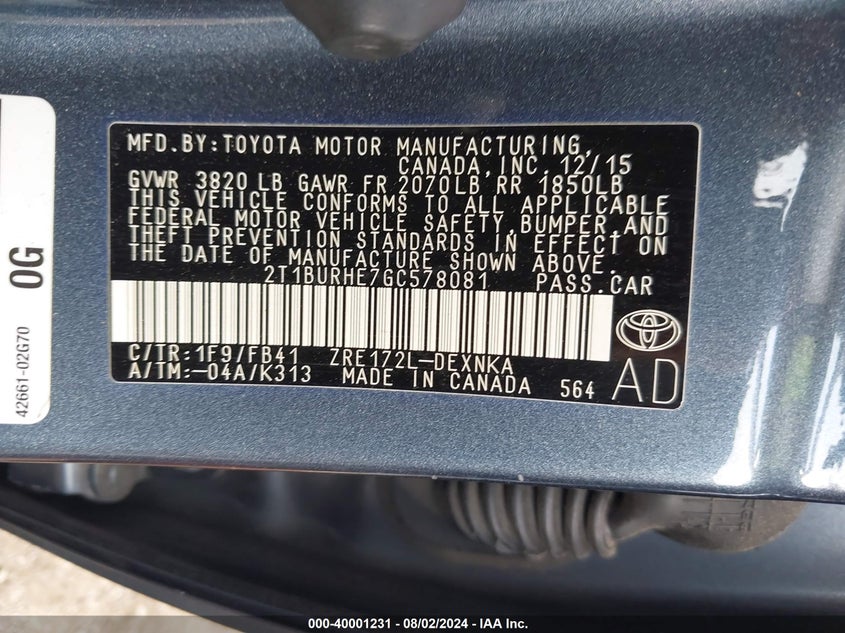 MFD.BY:TOYOTA MOTOR MANUFACTURING,
CANADA,INC. 12/15
GVWR 3820 LB GAWR FR 2070LB RR 1850LB
THIS VEHICLE CONFORMS TO ALL APPLICABLE
FEDERAL MOTOR VEHICLE SAFETY,BUMPER,AND
THEFT PREVENTION STANDARDS IN EFFECT ON
THE DATE OF MANUFACTURE SHOWN ABOVE.
2T1BURHE7GC578081 PASS.CAR
C/TR:1F9/FB41 ZRE172L-DEXNKA
A/TM:-04A/K313 MADE IN CANADA 564
AD
0G
42661-02G70
000-40001231 - 08/02/2024 - IAA Inc.